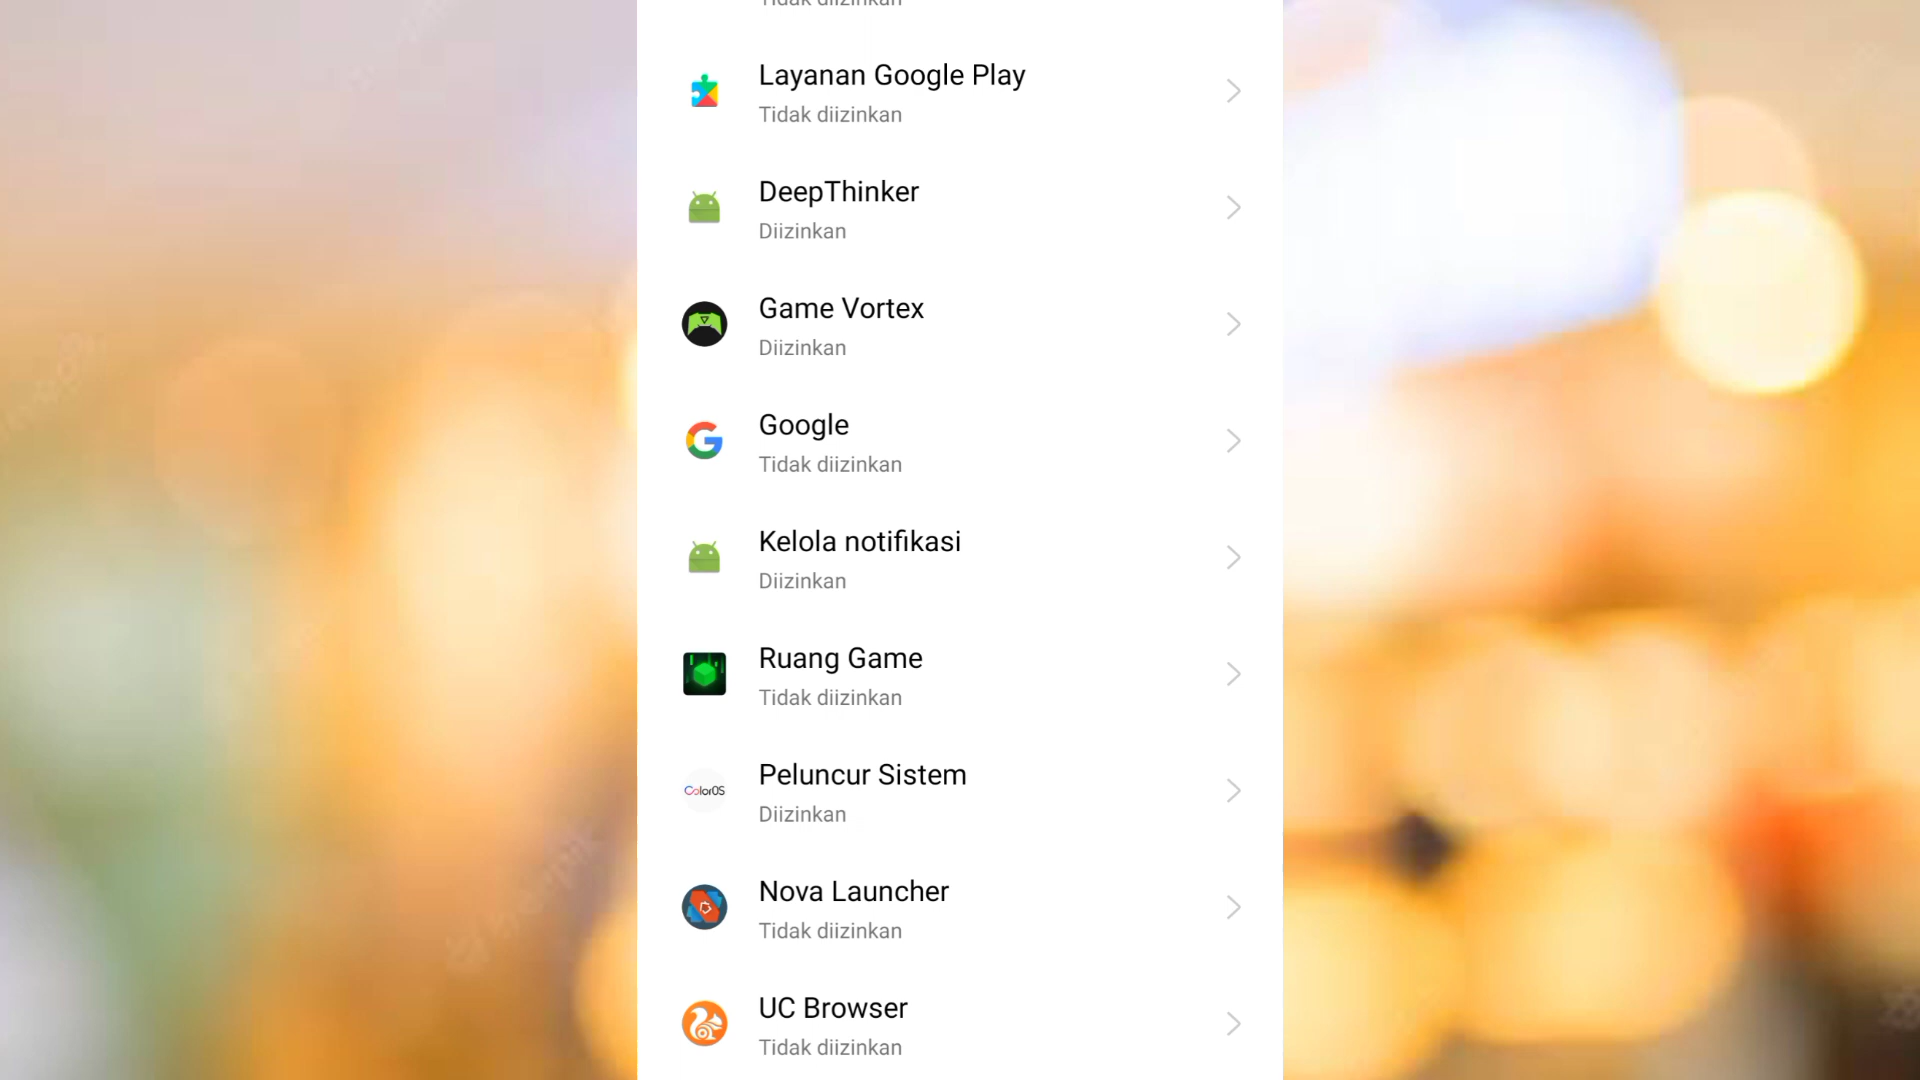 Tidak diizinkan
Layanan Google Play
Tidak diizinkan
DeepThinker
Diizinkan
Game Vortex
Diizinkan
Google
Tidak diizinkan
Kelola notifikasi
Diizinkan
Ruang Game
Tidak diizinkan
ColorOS
Peluncur Sistem
Diizinkan
Nova Launcher
Tidak diizinkan
UC Browser
Tidak diizinkan